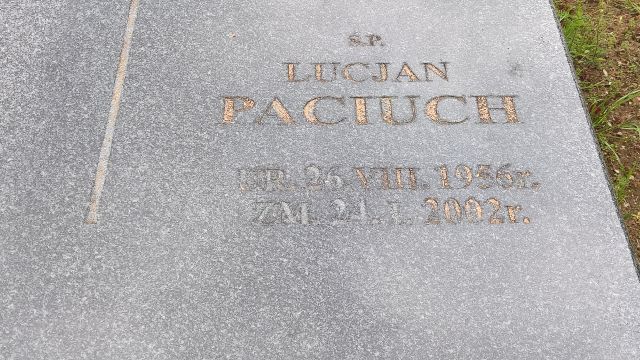 Ś.P.
LUCJAN
PACIUCH
UR. 26.VIII.1956r.
ZM. 24.I.2002r.